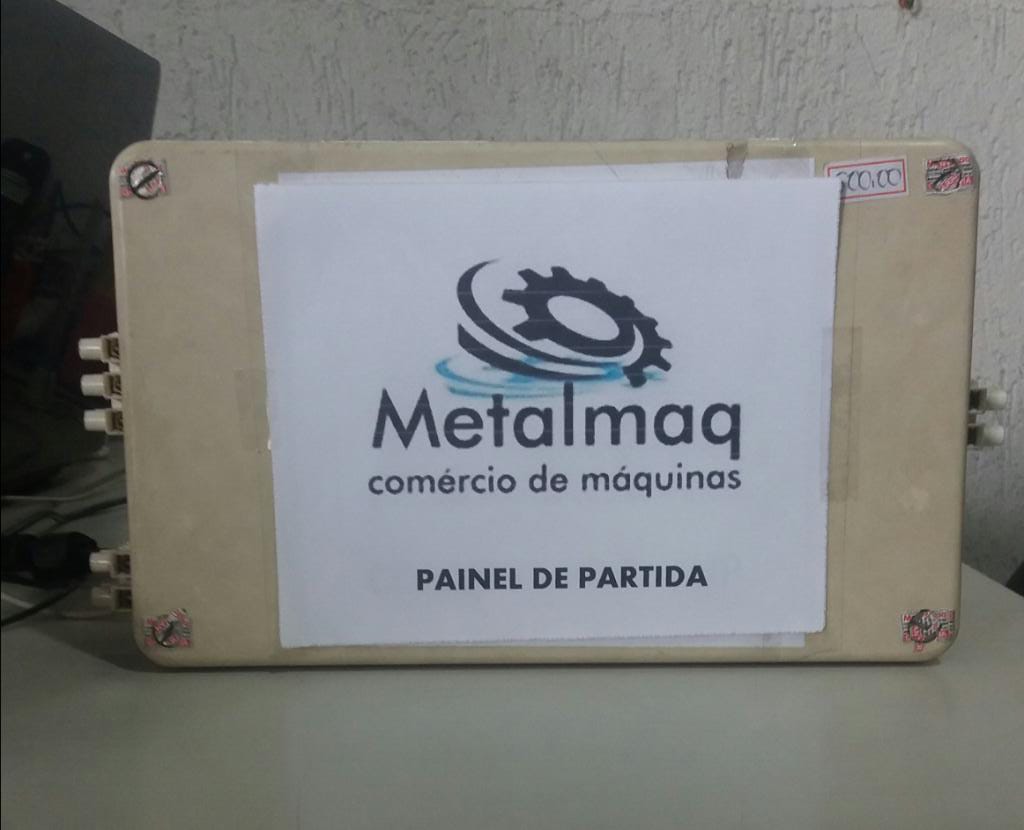 Metalmaq
comércio de máquinas
PAINEL DE PARTIDA